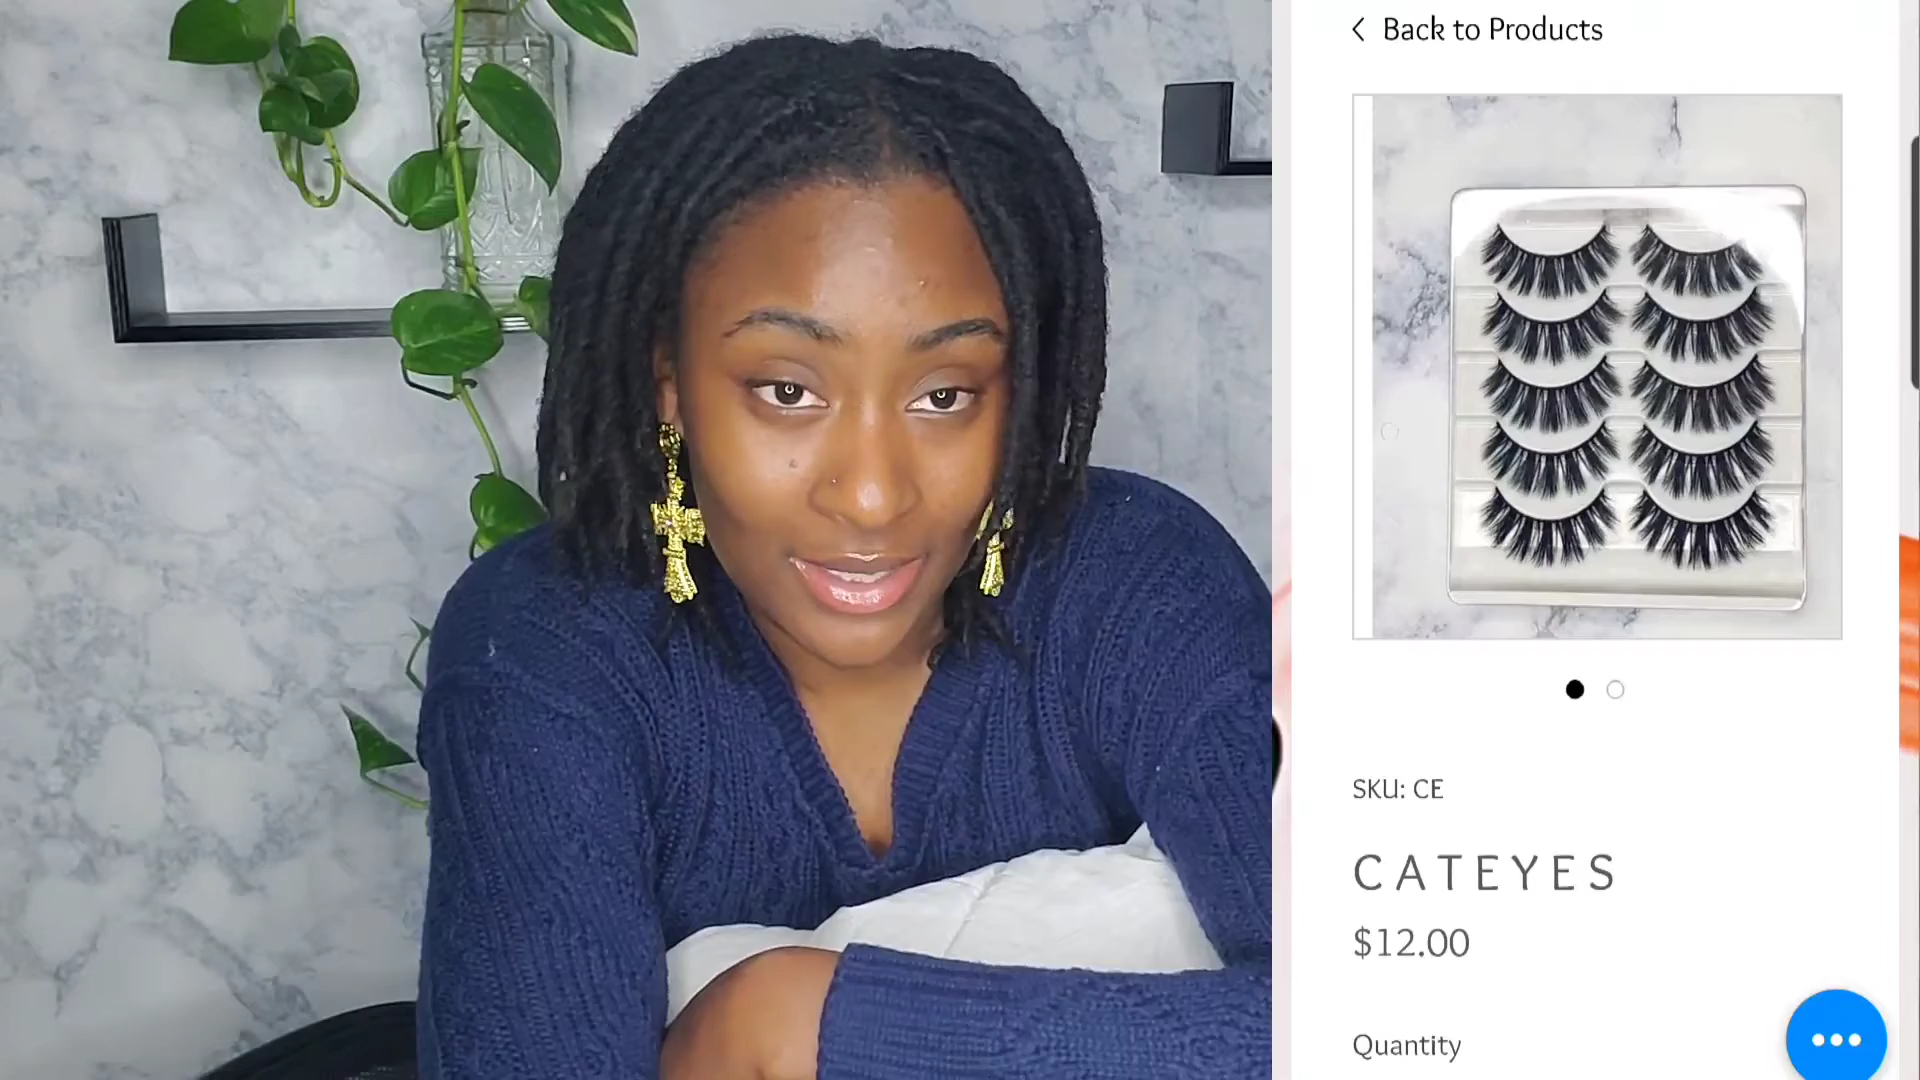 Back to Products
SKU: CE
CATEYES
$12.00
Quantity